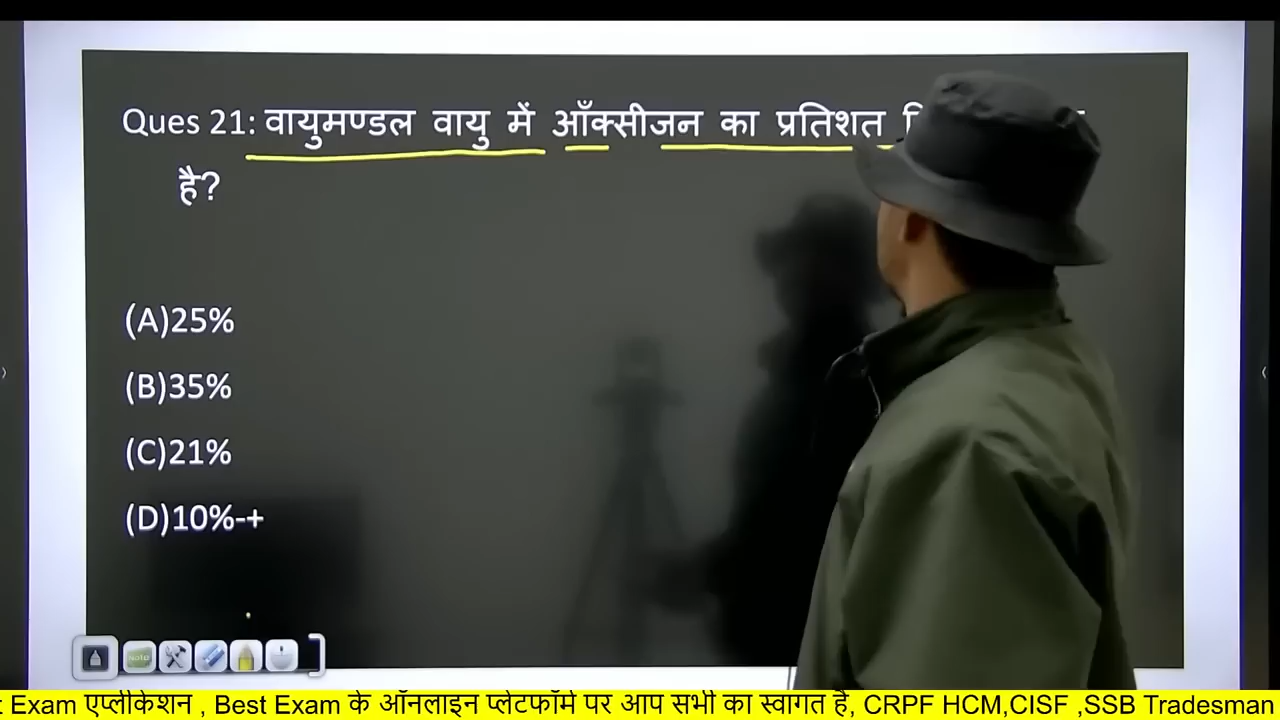 Ques 21: वायुमण्डल वायु में ऑंक्सीजन का प्रतिशत
है?
(A)25%
(B)35%
(C)21%
(D)10%-+
Exam एप्लीकेशन , Best Exam के ऑनलाइन प्लेटफॉर्म पर आप सभी का स्वागत है, CRPF HCM,CISF ,SSB Tradesman